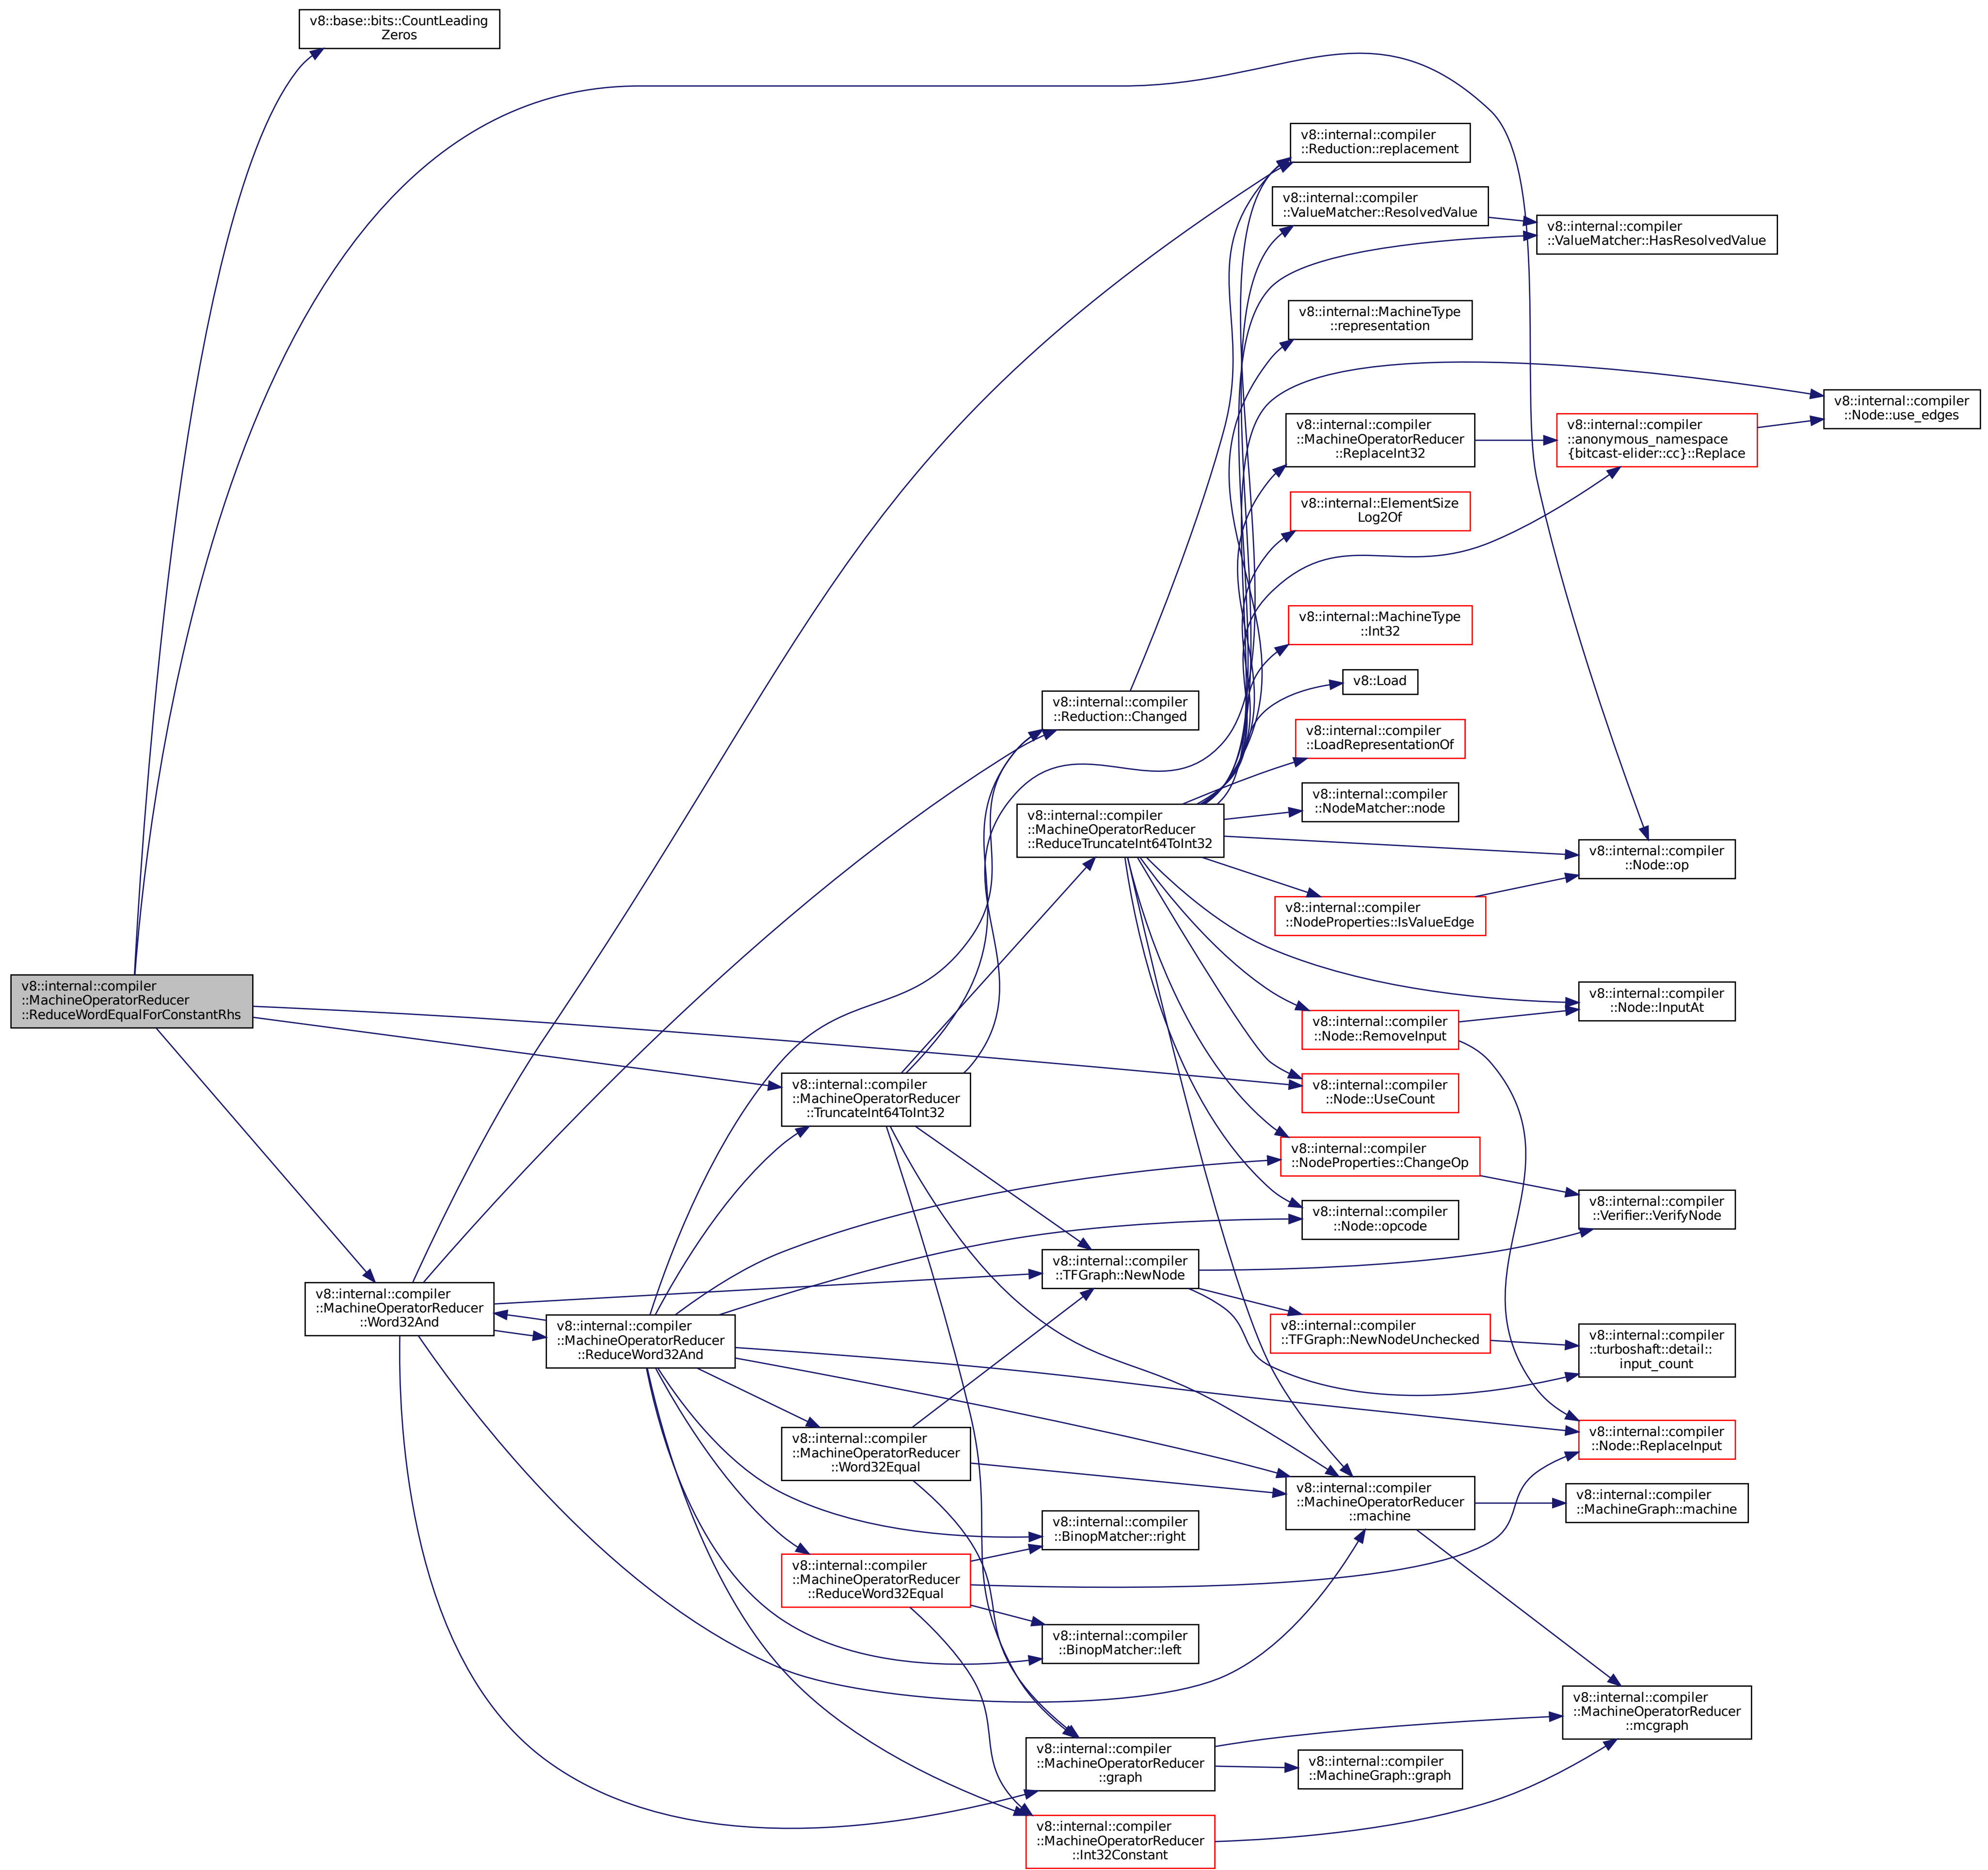 v8::base::bits::CountLeading
Zeros
v8::internal::compiler
::Reduction::replacement
v8::internal::compiler
::ValueMatcher::ResolvedValue
v8::internal::compiler
::ValueMatcher::HasResolvedValue
v8::internal::MachineType
::representation
v8::internal::compiler
::Node::use_edges
v8::internal::compiler
::MachineOperatorReducer
::ReplaceInt32
v8::internal::compiler
::anonymous_namespace
{bitcast-elider::cc}::Replace
v8::internal::ElementSize
Log2Of
v8::internal::MachineType
::Int32
v8::Load
v8::internal::compiler
::Reduction::Changed
v8::internal::compiler
::LoadRepresentationOf
v8::internal::compiler
::NodeMatcher::node
v8::internal::compiler
::MachineOperatorReducer
::ReduceTruncateInt64ToInt32
v8::internal::compiler
::Node::op
v8::internal::compiler
::NodeProperties::IsValueEdge
v8::internal::compiler
::MachineOperatorReducer
::ReduceWordEqualForConstantRhs
v8::internal::compiler
::Node::InputAt
v8::internal::compiler
::Node::RemoveInput
v8::internal::compiler
::MachineOperatorReducer
::TruncateInt64ToInt32
v8::internal::compiler
::Node::UseCount
v8::internal::compiler
::NodeProperties::ChangeOp
v8::internal::compiler
::Verifier::VerifyNode
v8::internal::compiler
::Node::opcode
v8::internal::compiler
::TFGraph::NewNode
v8::internal::compiler
::MachineOperatorReducer
::Word32And
v8::internal::compiler
::MachineOperatorReducer
::ReduceWord32And
v8::internal::compiler
::TFGraph::NewNodeUnchecked
v8::internal::compiler
::turboshaft::detail::
input_count
v8::internal::compiler
::MachineOperatorReducer
::Word32Equal
v8::internal::compiler
::Node::ReplaceInput
v8::internal::compiler
::MachineOperatorReducer
::machine
v8::internal::compiler
::MachineGraph::machine
v8::internal::compiler
::BinopMatcher::right
v8::internal::compiler
::MachineOperatorReducer
::ReduceWord32Equal
v8::internal::compiler
::BinopMatcher::left
v8::internal::compiler
::MachineOperatorReducer
::mcgraph
v8::internal::compiler
::MachineOperatorReducer
::graph
v8::internal::compiler
::MachineGraph::graph
v8::internal::compiler
::MachineOperatorReducer
::Int32Constant